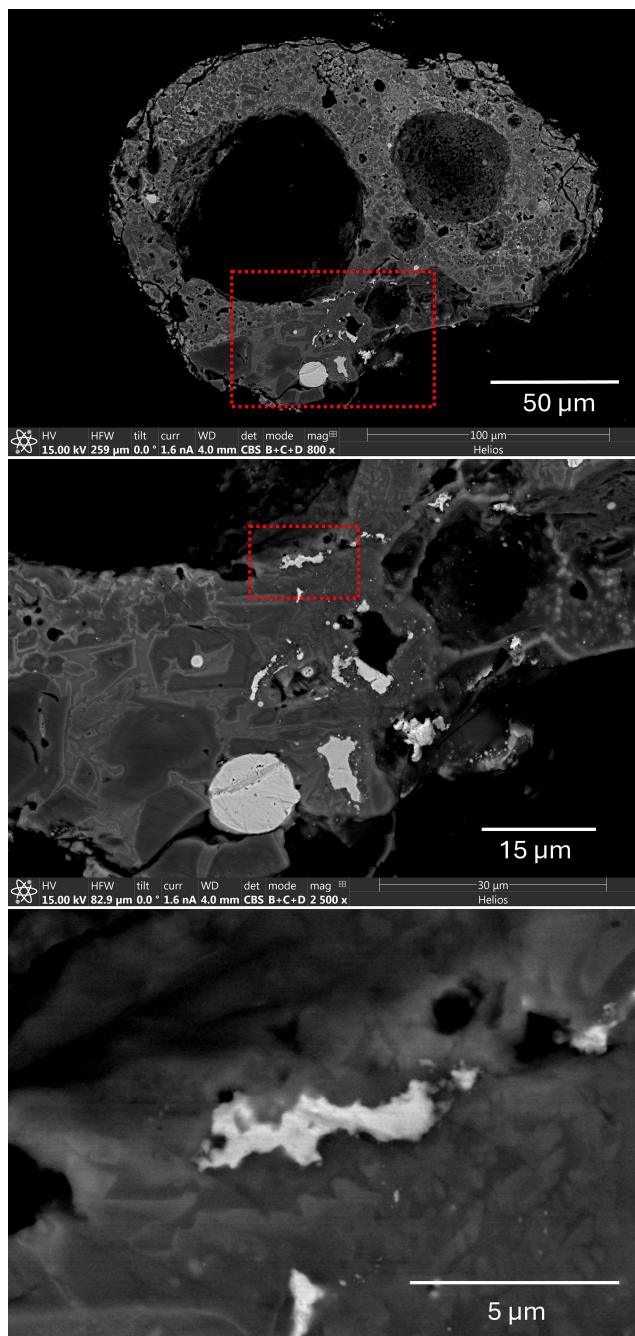 50 µm
HV HFW tilt curr WD det mode mag⊞
15.00 kV 259 µm 0.0 ° 1.6 nA 4.0 mm CBS B+C+D 800 x
100 µm
Helios
15 µm
HV HFW tilt curr WD det mode mag ⊞
15.00 kV 82.9 µm 0.0 ° 1.6 nA 4.0 mm CBS B+C+D 2 500 x
30 µm
Helios
5 µm